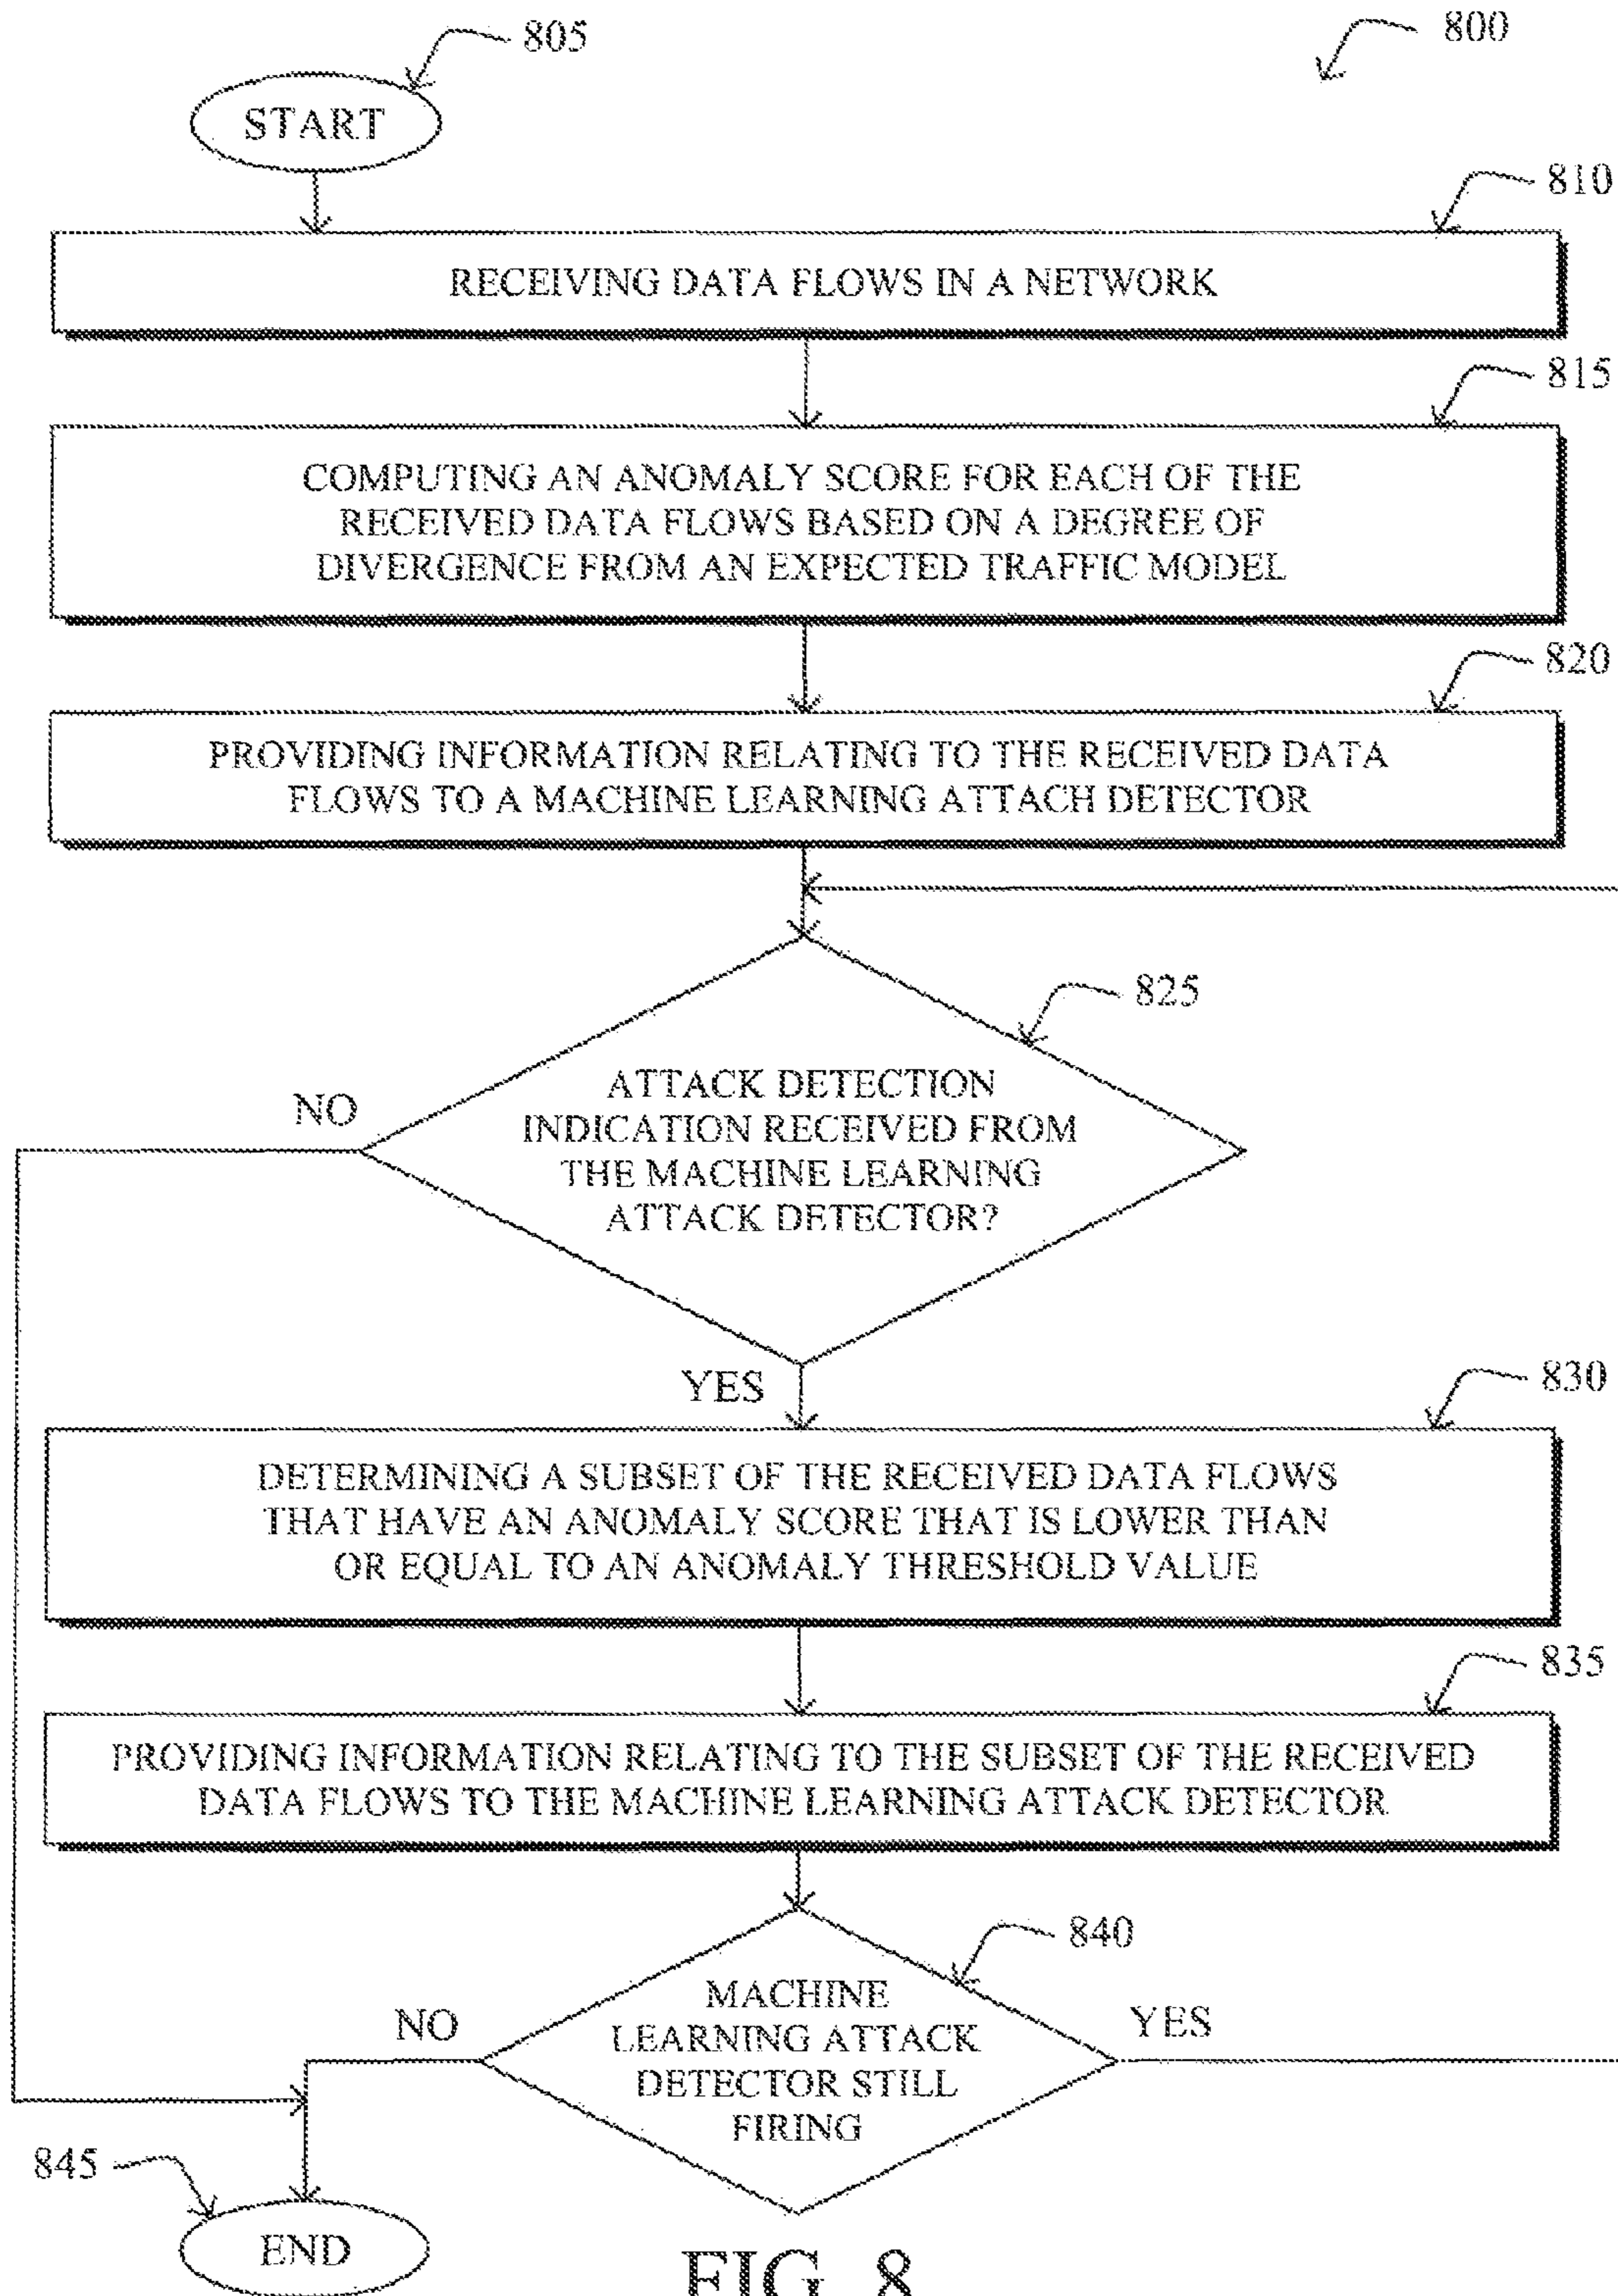 805
800
START
810
RECEIVING DATA FLOWS IN A NETWORK
815
COMPUTING AN ANOMALY SCORE FOR EACH OF THE
RECEIVED DATA FLOWS BASED ON A DEGREE OF
DIVERGENCE FROM AN EXPECTED TRAFFIC MODEL
820
PROVIDING INFORMATION RELATING TO THE RECEIVED DATA
FLOWS TO A MACHINE LEARNING ATTACH DETECTOR
825
ATTACK DETECTION
INDICATION RECEIVED FROM
THE MACHINE LEARNING
ATTACK DETECTOR?
NO
YES
830
DETERMINING A SUBSET OF THE RECEIVED DATA FLOWS
THAT HAVE AN ANOMALY SCORE THAT IS LOWER THAN
OR EQUAL TO AN ANOMALY THRESHOLD VALUE
835
PROVIDING INFORMATION RELATING TO THE SUBSET OF THE RECEIVED
DATA FLOWS TO THE MACHINE LEARNING ATTACK DETECTOR
840
MACHINE
LEARNING ATTACK
DETECTOR STILL
FIRING
NO
YES
845
END
FIG. 8